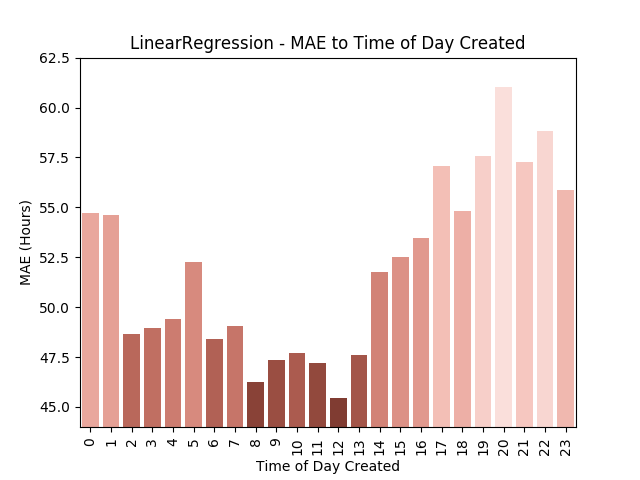 LinearRegression - MAE to Time of Day Created
MAE (Hours)
62.5
60.0
57.5
55.0
52.5
50.0
47.5
45.0
0 1 2 3 4 5 6 7 8 9 10 11 12 13 14 15 16 17 18 19 20 21 22 23
Time of Day Created